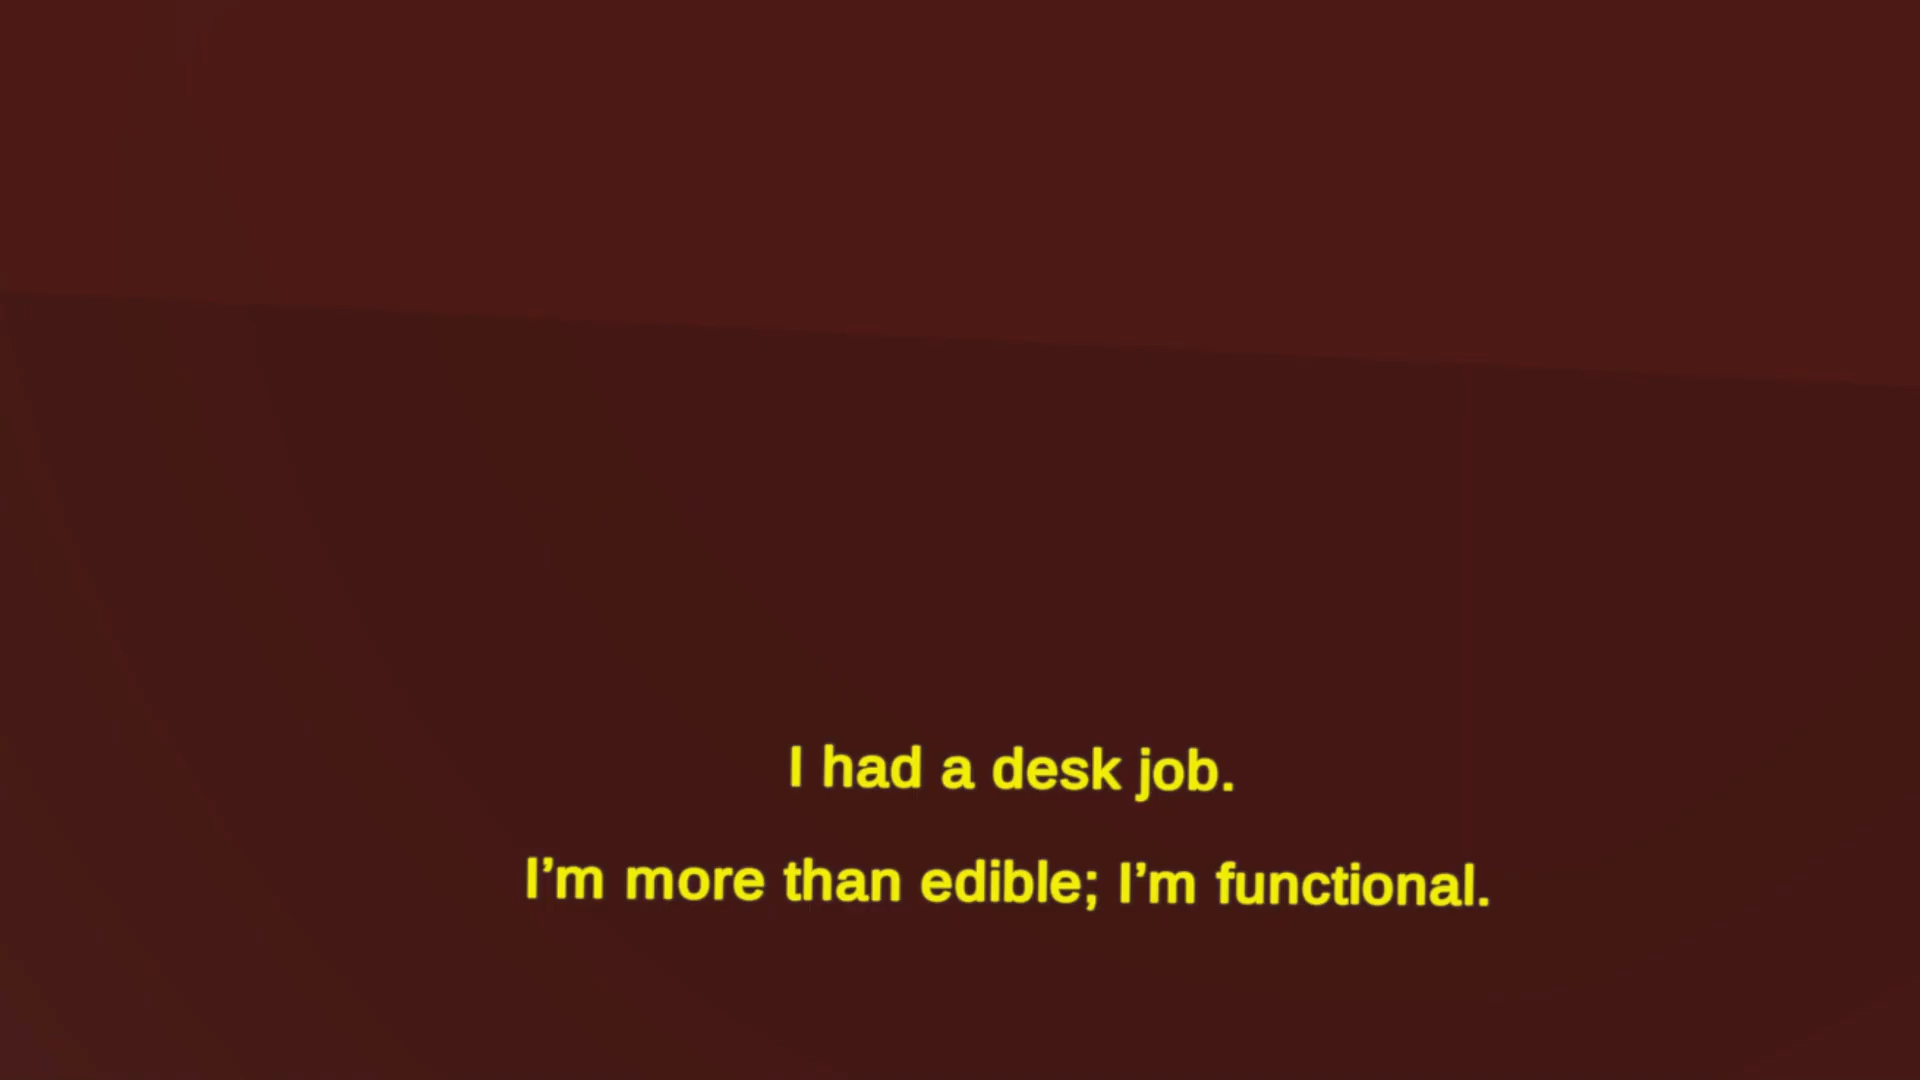 I had a desk job.
I’m more than edible; I’m functional.